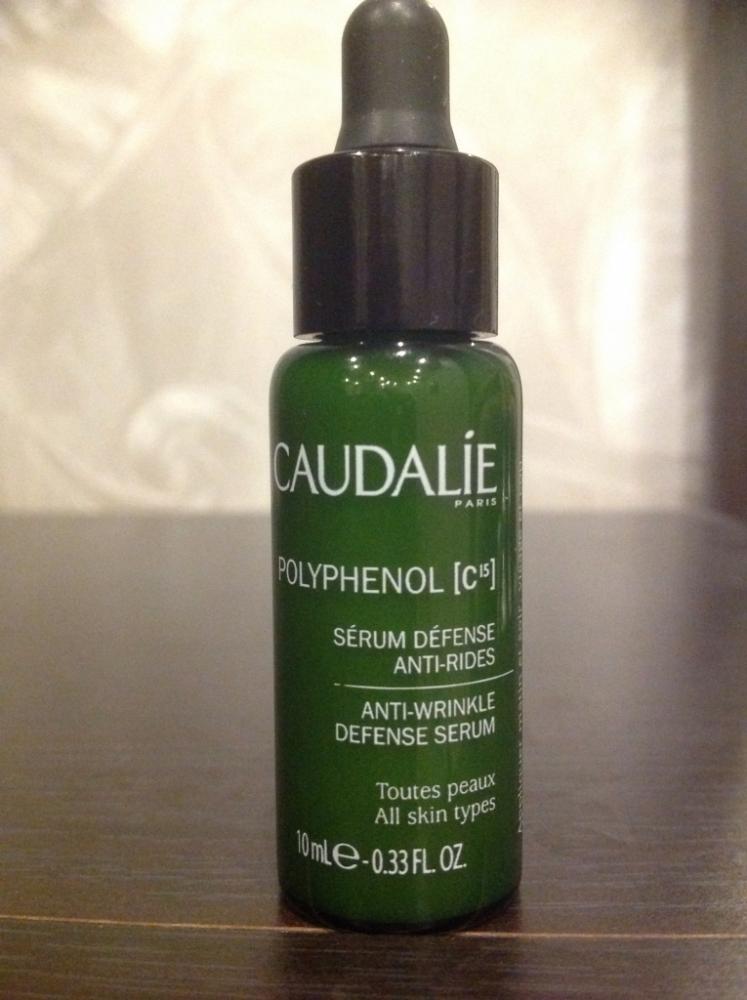 CAUDALÍE
PARIS
POLYPHENOL [C¹⁵]
SÉRUM DÉFENSE
ANTI-RIDES
ANTI-WRINKLE
DEFENSE SERUM
Toutes peaux
All skin types
10 mL e - 0.33 FL. OZ.